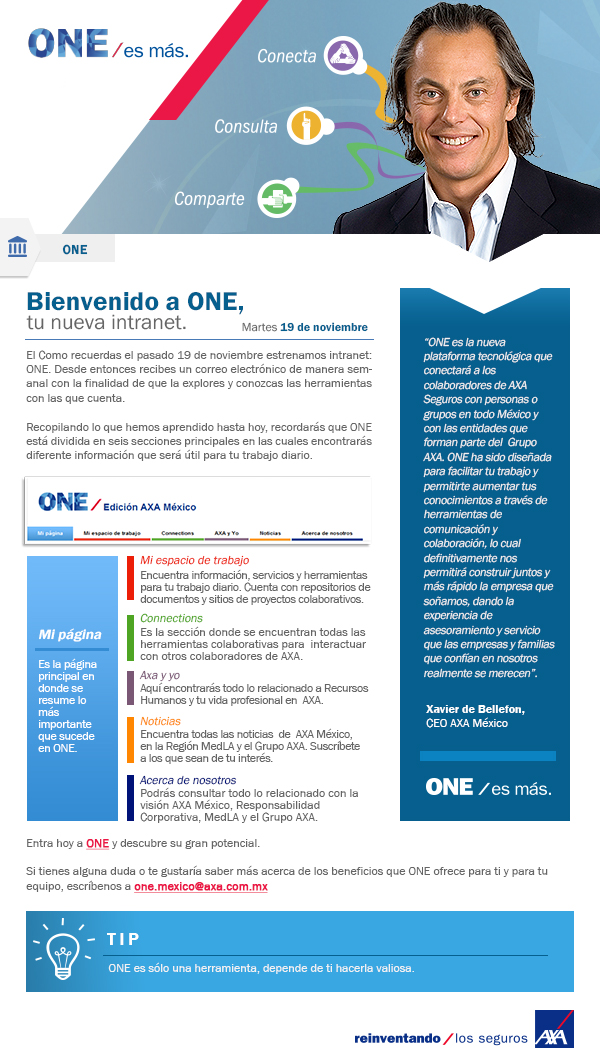 ONE / es más.
Conecta
Consulta
Comparte
ONE
Bienvenido a ONE,
tu nueva intranet.
Martes 19 de noviembre
El Como recuerdas el pasado 19 de noviembre estrenamos intranet:
ONE. Desde entonces recibes un correo electrónico de manera sem-
anal con la finalidad de que la explores y conozcas las herramientas
con las que cuenta.
Recopilando lo que hemos aprendido hasta hoy, recordarás que ONE
está dividida en seis secciones principales en las cuales encontrarás
diferente información que será útil para tu trabajo diario.
ONE / Edición AXA México
Mi página Mi espacio de trabajo Connections AXA y Yo Noticias Acerca de nosotros
Mi página
Es la página
principal en
donde se
resume lo
más
importante
que sucede
en ONE.
Mi espacio de trabajo
Encuentra información, servicios y herramientas
para tu trabajo diario. Cuenta con repositorios de
documentos y sitios de proyectos colaborativos.
Connections
Es la sección donde se encuentran todas las
herramientas colaborativas para interactuar
con otros colaboradores de AXA.
Axa y yo
Aquí encontrarás todo lo relacionado a Recursos
Humanos y tu vida profesional en AXA.
Noticias
Encuentra todas las noticias de AXA México,
en la Región MedLA y el Grupo AXA. Suscríbete
a los que sean de tu interés.
Acerca de nosotros
Podrás consultar todo lo relacionado con la
visión AXA México, Responsabilidad
Corporativa, MedLA y el Grupo AXA.
“ONE es la nueva
plataforma tecnológica que
conectará a los
colaboradores de AXA
Seguros con personas o
grupos en todo México y
con las entidades que
forman parte del Grupo
AXA. ONE ha sido diseñada
para facilitar tu trabajo y
permitirte aumentar tus
conocimientos a través de
herramientas de
comunicación y
colaboración, lo cual
definitivamente nos
permitirá construir juntos y
más rápido la empresa que
soñamos, dando la
experiencia de
asesoramiento y servicio
que las empresas y familias
que confían en nosotros
realmente se merecen”.
Xavier de Bellefon,
CEO AXA México
ONE / es más.
Entra hoy a ONE y descubre su gran potencial.
Si tienes alguna duda o te gustaría saber más acerca de los beneficios que ONE ofrece para ti y para tu
equipo, escríbenos a one.mexico@axa.com.mx
TIP
ONE es sólo una herramienta, depende de ti hacerla valiosa.
reinventando / los seguros AXA